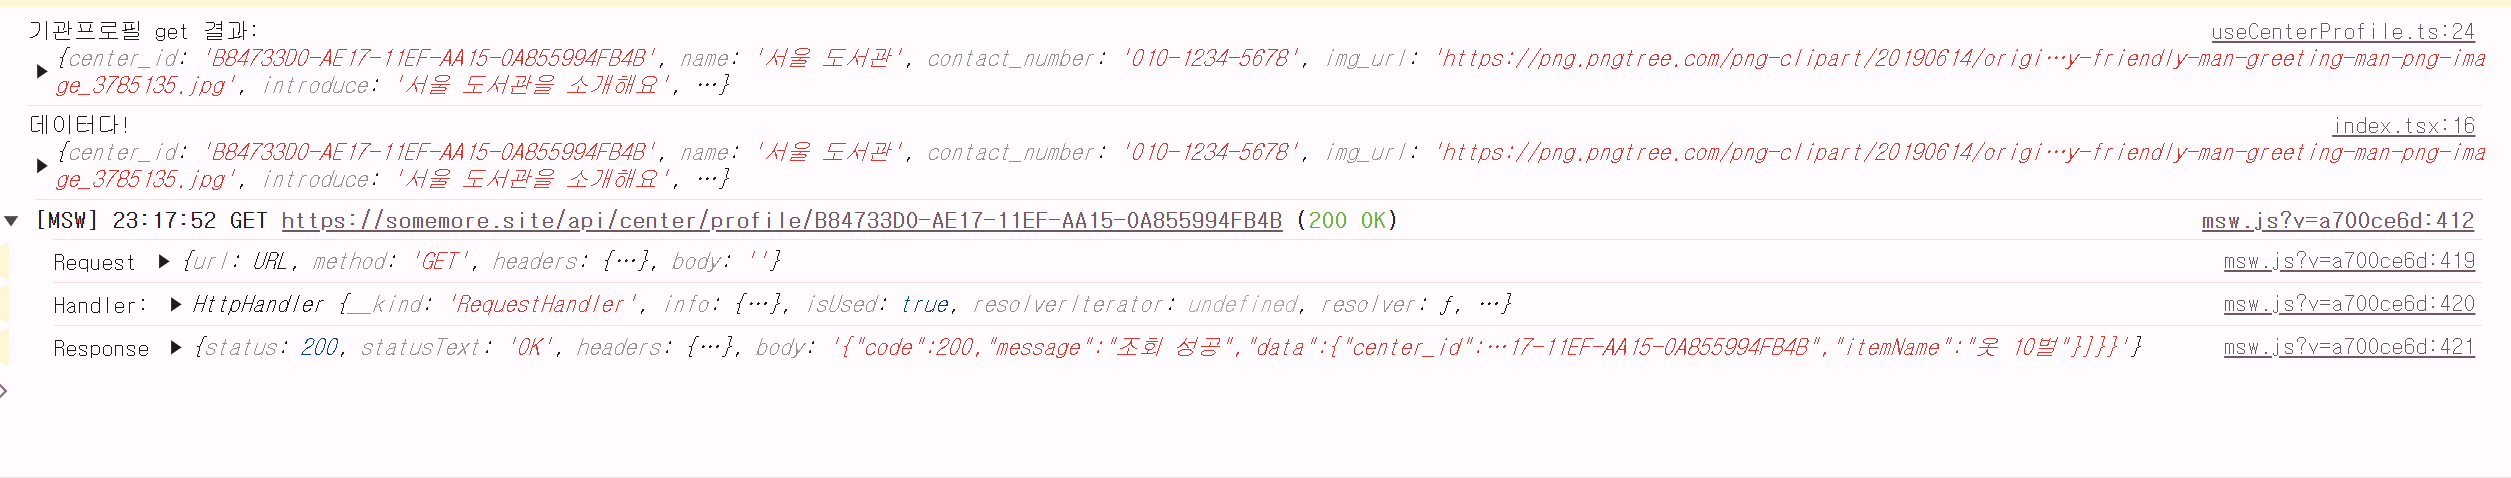 기관프로필 get 결과: useCenterProfile.ts:24
{center_id: 'B84733D0-AE17-11EF-AA15-0A855994FB4B', name: '서울 도서관', contact_number: '010-1234-5678', img_url: 'https://png.pngtree.com/png-clipart/20190614/origi…y-friendly-man-greeting-man-png-ima
ge_3785135.jpg', introduce: '서울 도서관을 소개해요', …}
데이터다! index.tsx:16
{center_id: 'B84733D0-AE17-11EF-AA15-0A855994FB4B', name: '서울 도서관', contact_number: '010-1234-5678', img_url: 'https://png.pngtree.com/png-clipart/20190614/origi…y-friendly-man-greeting-man-png-ima
ge_3785135.jpg', introduce: '서울 도서관을 소개해요', …}
[MSW] 23:17:52 GET https://somemore.site/api/center/profile/B84733D0-AE17-11EF-AA15-0A855994FB4B (200 OK) msw.js?v=a700ce6d:412
Request {url: URL, method: 'GET', headers: {…}, body: ''} msw.js?v=a700ce6d:419
Handler: HttpHandler {__kind: 'RequestHandler', info: {…}, isUsed: true, resolverIterator: undefined, resolver: ƒ, …} msw.js?v=a700ce6d:420
Response {status: 200, statusText: 'OK', headers: {…}, body: '{"code":200,"message":"조회 성공","data":{"center_id":…17-11EF-AA15-0A855994FB4B","itemName":"옷 10벌"}]}}'} msw.js?v=a700ce6d:421